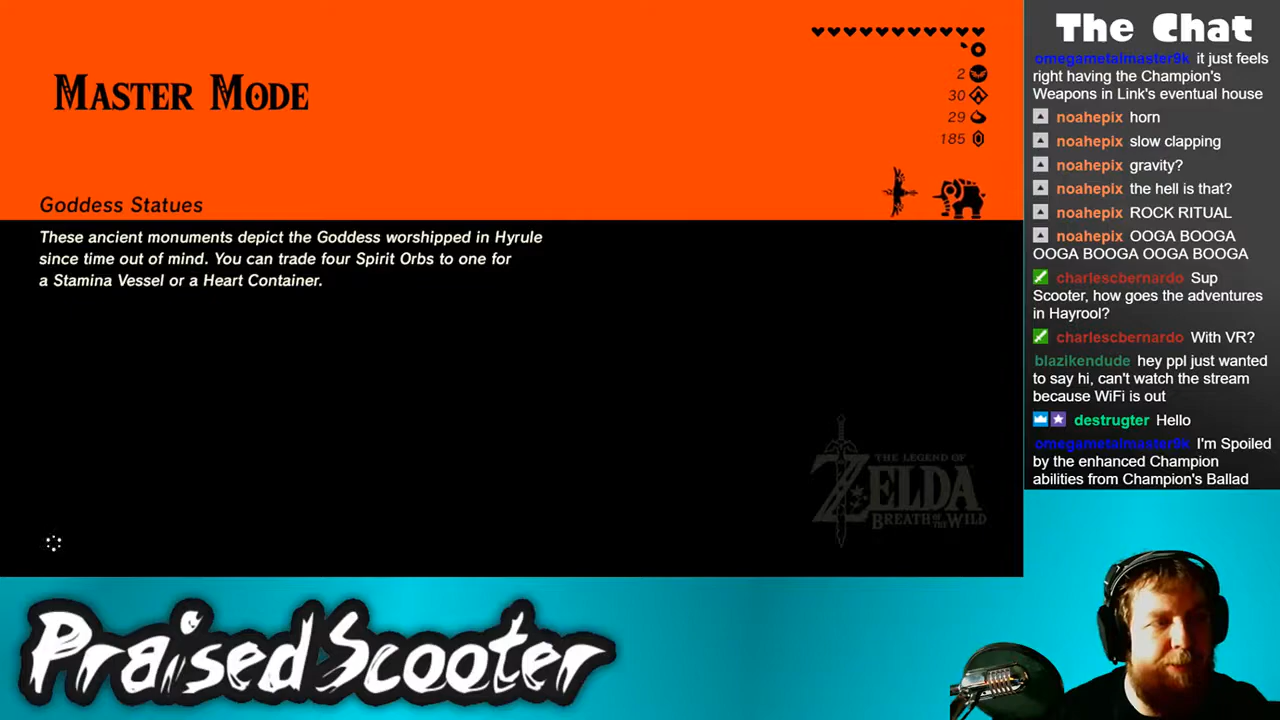 Master Mode
2
30
29
185
Goddess Statues
These ancient monuments depict the Goddess worshipped in Hyrule
since time out of mind. You can trade four Spirit Orbs to one for
a Stamina Vessel or a Heart Container.
THE LEGEND OF
ZELDA
BREATH OF THE WILD
The Chat
omegametalmaster9k it just feels
right having the Champion's
Weapons in Link's eventual house
noahepix horn
noahepix slow clapping
noahepix gravity?
noahepix the hell is that?
noahepix ROCK RITUAL
noahepix OOGA BOOGA
OOGA BOOGA OOGA BOOGA
charlescbernardo Sup
Scooter, how goes the adventures
in Hayrool?
charlescbernardo With VR?
blazikendude hey ppl just wanted
to say hi, can't watch the stream
because WiFi is out
destrugter Hello
omegametalmaster9k I'm Spoiled
by the enhanced Champion
abilities from Champion's Ballad
PraisedScooter